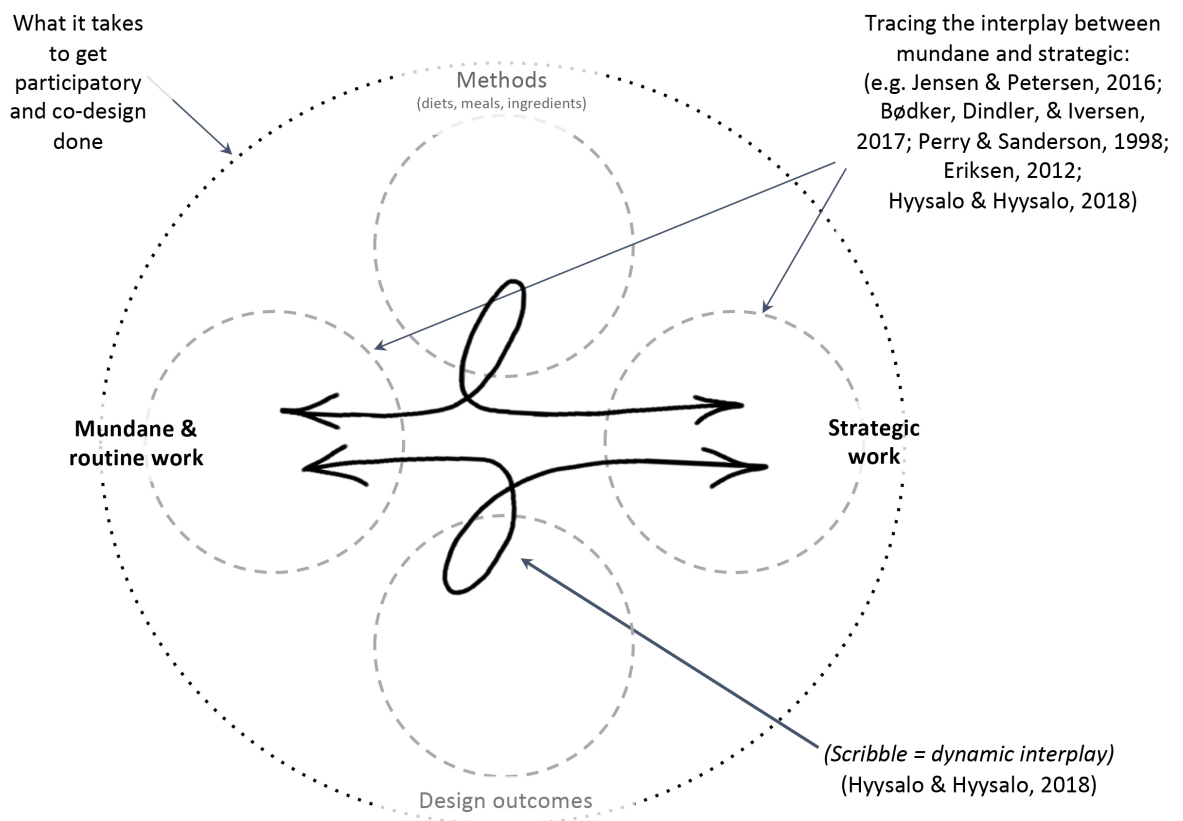 What it takes
to get
participatory
and co-design
done
Tracing the interplay between
mundane and strategic:
(e.g. Jensen & Petersen, 2016;
Bødker, Dindler, & Iversen,
2017; Perry & Sanderson, 1998;
Eriksen, 2012;
Hyysalo & Hyysalo, 2018)
Methods
(diets, meals, ingredients)
Mundane &
routine work
Strategic
work
Design outcomes
(Scribble = dynamic interplay)
(Hyysalo & Hyysalo, 2018)